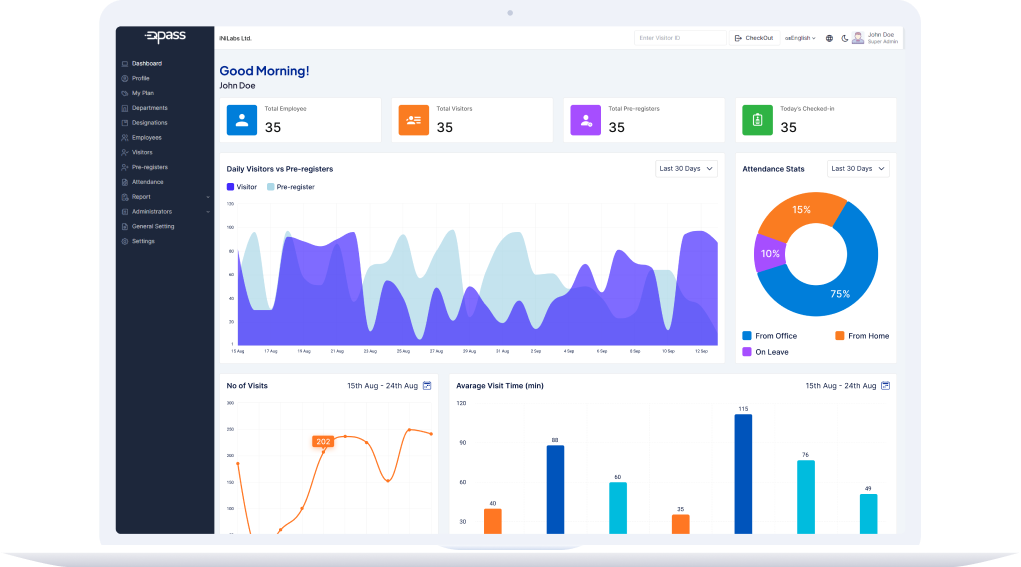 pass
INiLabs Ltd.
Enter Visitor ID
CheckOut
English
John Doe
Super Admin
Dashboard
Profile
My Plan
Departments
Designations
Employees
Visitors
Pre-registers
Attendance
Report
Administrators
General Setting
Settings
Good Morning!
John Doe
Total Employee
35
Total Visitors
35
Total Pre-registers
35
Today's Checked-in
35
Daily Visitors vs Pre-registers
Last 30 Days
Visitor
Pre-register
100
80
60
40
20
1
15 Aug 17 Aug 19 Aug 21 Aug 23 Aug 25 Aug 27 Aug 29 Aug 31 Aug 2 Sep 4 Sep 6 Sep 8 Sep 10 Sep 12 Sep
Attendance Stats
Last 30 Days
15%
10%
75%
From Office
From Home
On Leave
No of Visits
15th Aug - 24th Aug
300
250
200
150
100
202
Avarage Visit Time (min)
15th Aug - 24th Aug
120
90
60
30
40
88
60
35
115
76
49